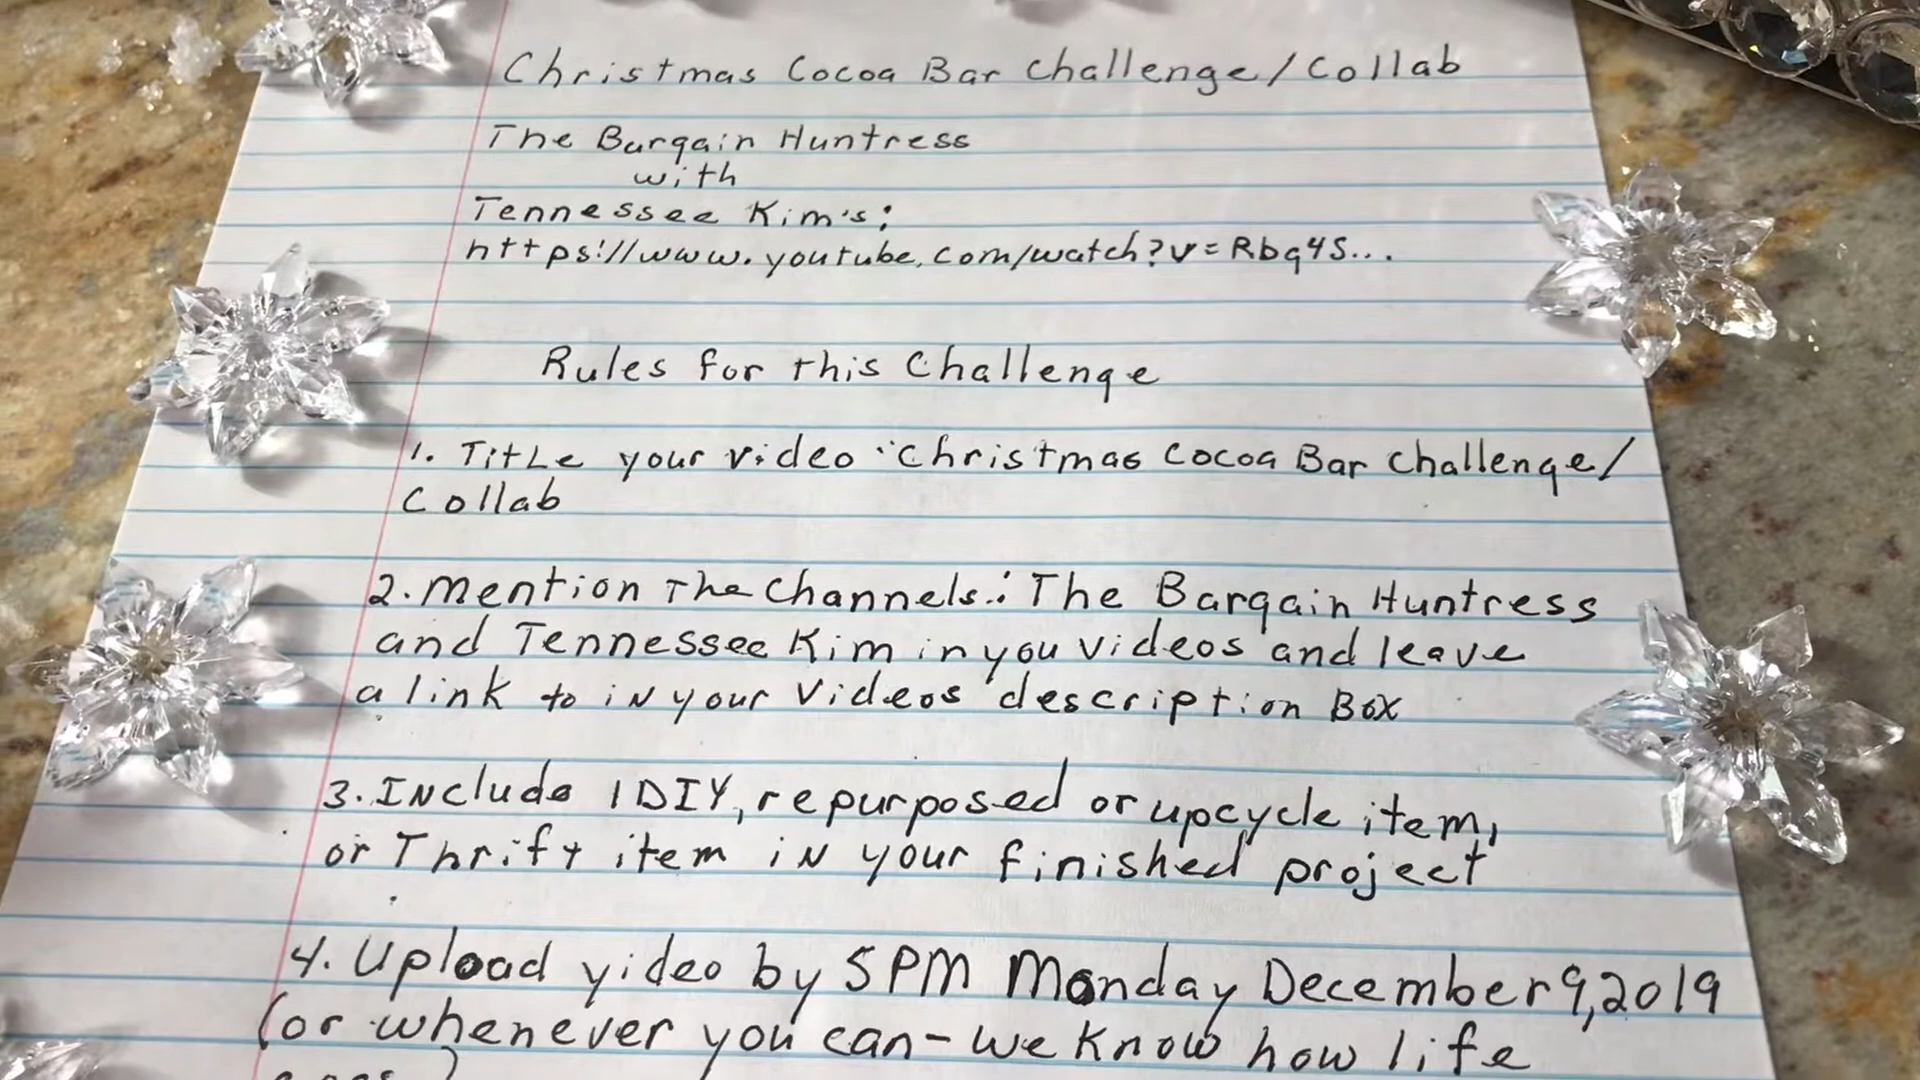 Christmas Cocoa Bar Challenge/Collab
The Bargain Huntress
with
Tennessee Kim's:
https://www.youtube.com/watch?v=Rbq4S...
Rules for this Challenge
1. Title your video "Christmas Cocoa Bar Challenge/
Collab
2. Mention The Channels: The Bargain Huntress
and Tennessee Kim in you videos and leave
a link to in your Videos description Box
3. Include 1 DIY, repurposed or upcycle item,
or Thrift item in your finished project
4. Upload video by 5PM Monday December 9, 2019
(or whenever you can - we know how life